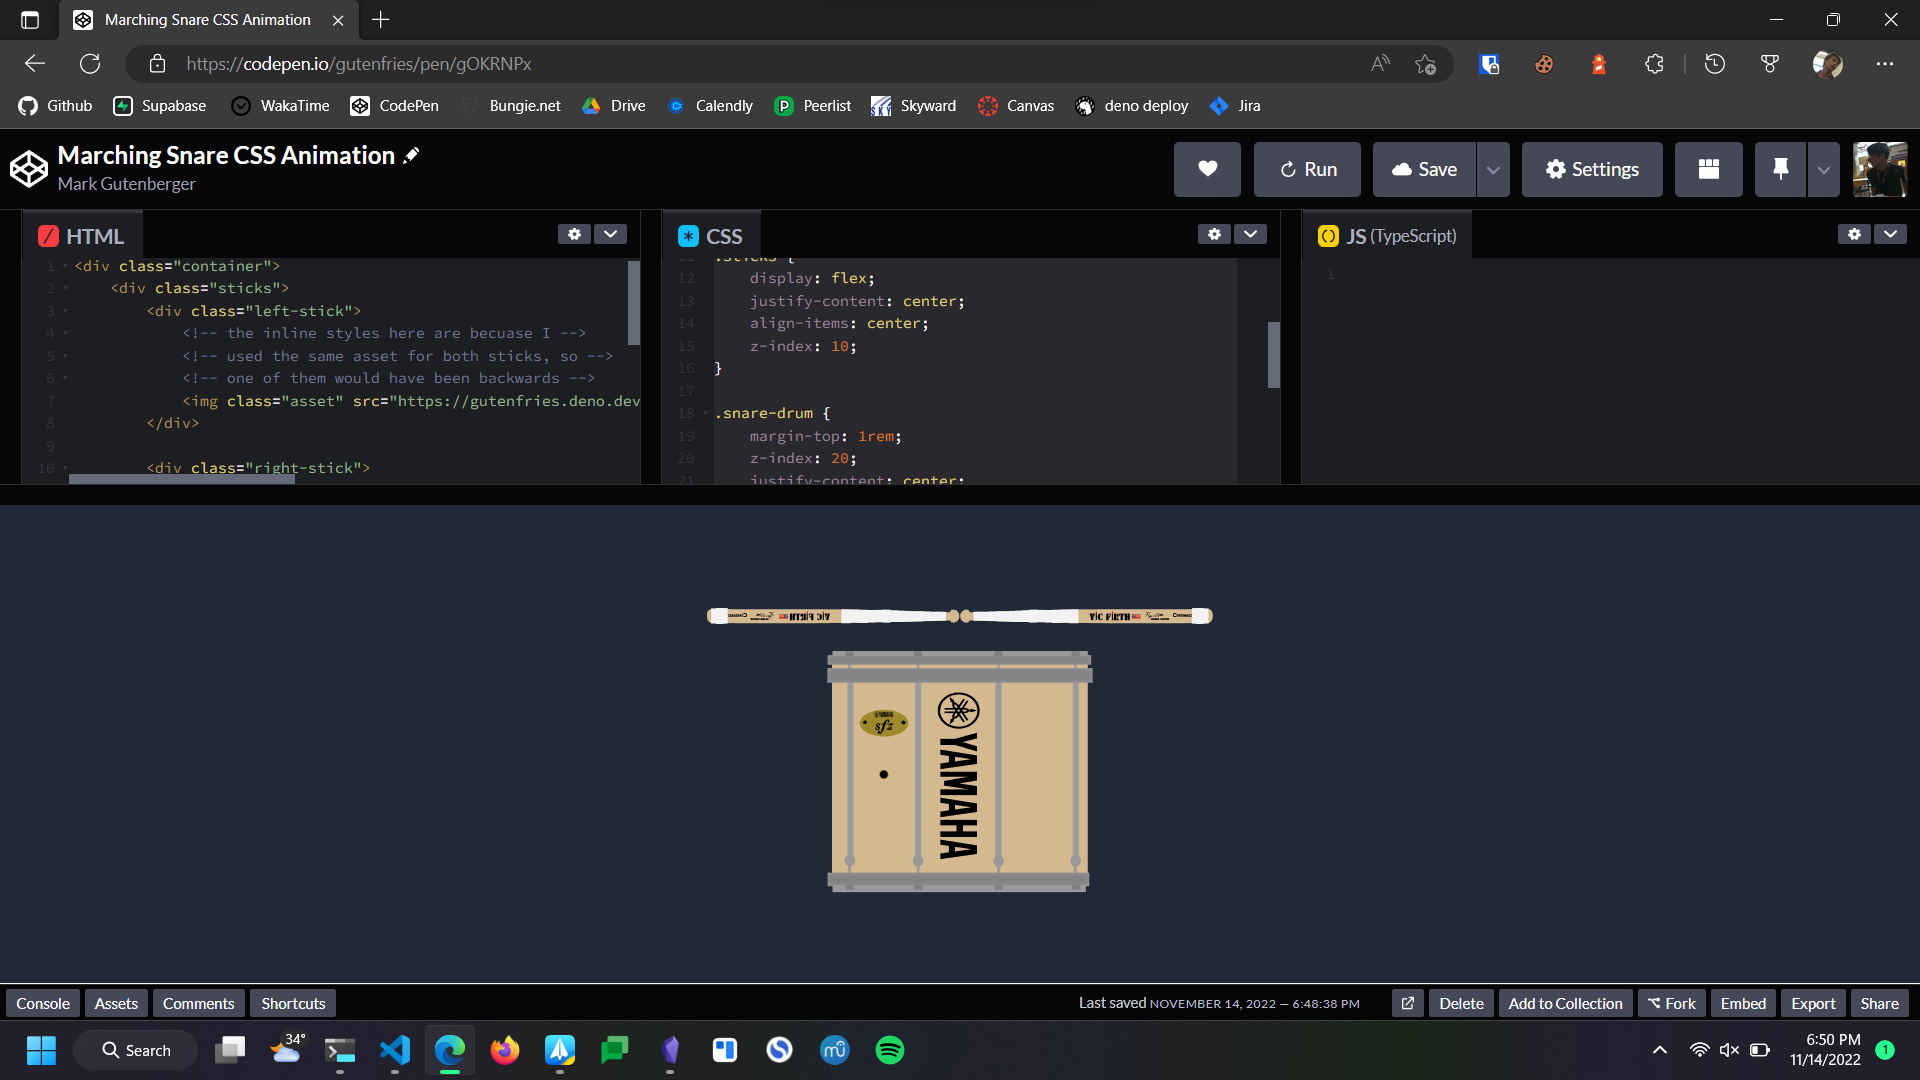 Marching Snare CSS Animation
https://codepen.io/gutenfries/pen/gOKRNPx
Github
Supabase
WakaTime
CodePen
Bungie.net
Drive
Calendly
Peerlist
Skyward
Canvas
deno deploy
Jira
Marching Snare CSS Animation
Mark Gutenberger
Run
Save
Settings
HTML
1 <div class="container">
2 <div class="sticks">
3 <div class="left-stick">
4 <!-- the inline styles here are becuase I -->
5 <!-- used the same asset for both sticks, so -->
6 <!-- one of them would have been backwards -->
7 <img class="asset" src="https://gutenfries.deno.dev
8 </div>
9
10 <div class="right-stick">
CSS
11 .sticks {
12 display: flex;
13 justify-content: center;
14 align-items: center;
15 z-index: 10;
16 }
17
18 .snare-drum {
19 margin-top: 1rem;
20 z-index: 20;
21 justify-content: center;
JS (TypeScript)
1
VIC FIRTH
VIC FIRTH
YAMAHA
sfz
YAMAHA
Console
Assets
Comments
Shortcuts
Last saved NOVEMBER 14, 2022 — 6:48:38 PM
Delete
Add to Collection
Fork
Embed
Export
Share
34°
Search
6:50 PM
11/14/2022
1